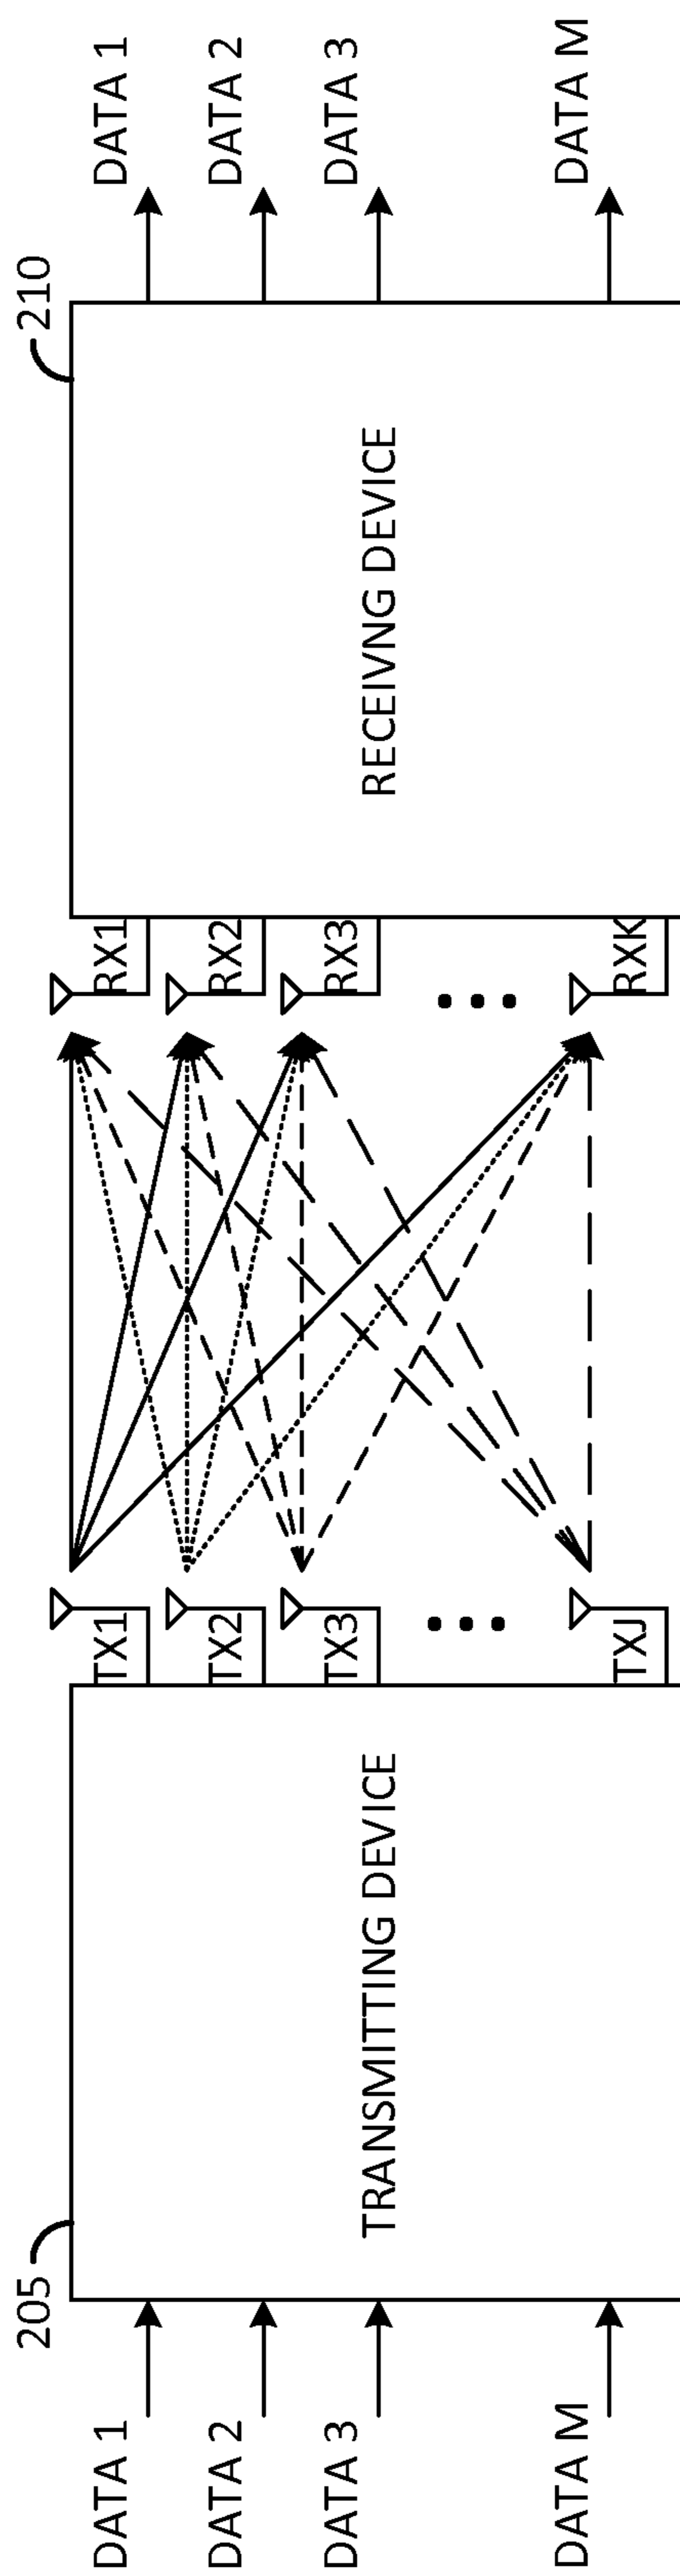 205
210
DATA 1
TX1
RX1
DATA 1
DATA 2
TX2
RX2
DATA 2
DATA 3
TX3
RX3
DATA 3
TRANSMITTING DEVICE
RECEIVNG DEVICE
DATA M
TXJ
RXK
DATA M